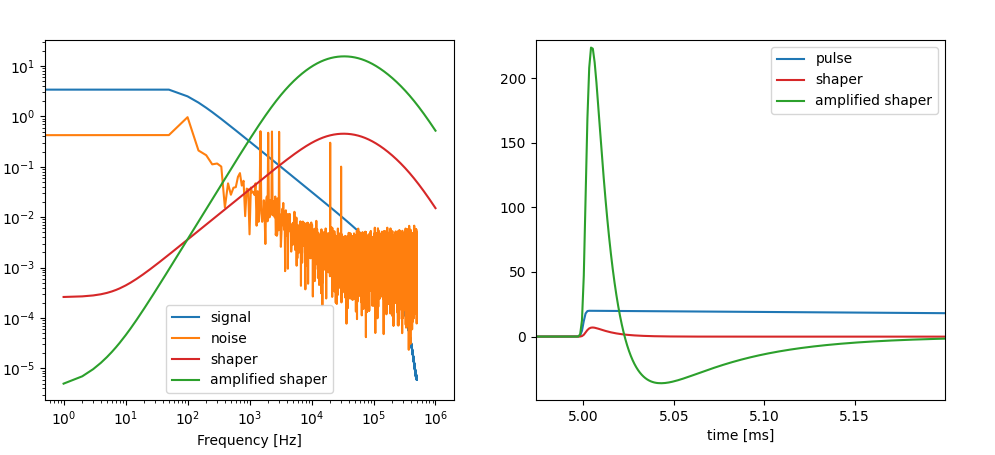 10¹
10⁰
10⁻¹
10⁻²
10⁻³
10⁻⁴
10⁻⁵
signal
noise
shaper
amplified shaper
10⁰ 10¹ 10² 10³ 10⁴ 10⁵ 10⁶
Frequency [Hz]
200
150
100
50
0
pulse
shaper
amplified shaper
5.00 5.05 5.10 5.15
time [ms]